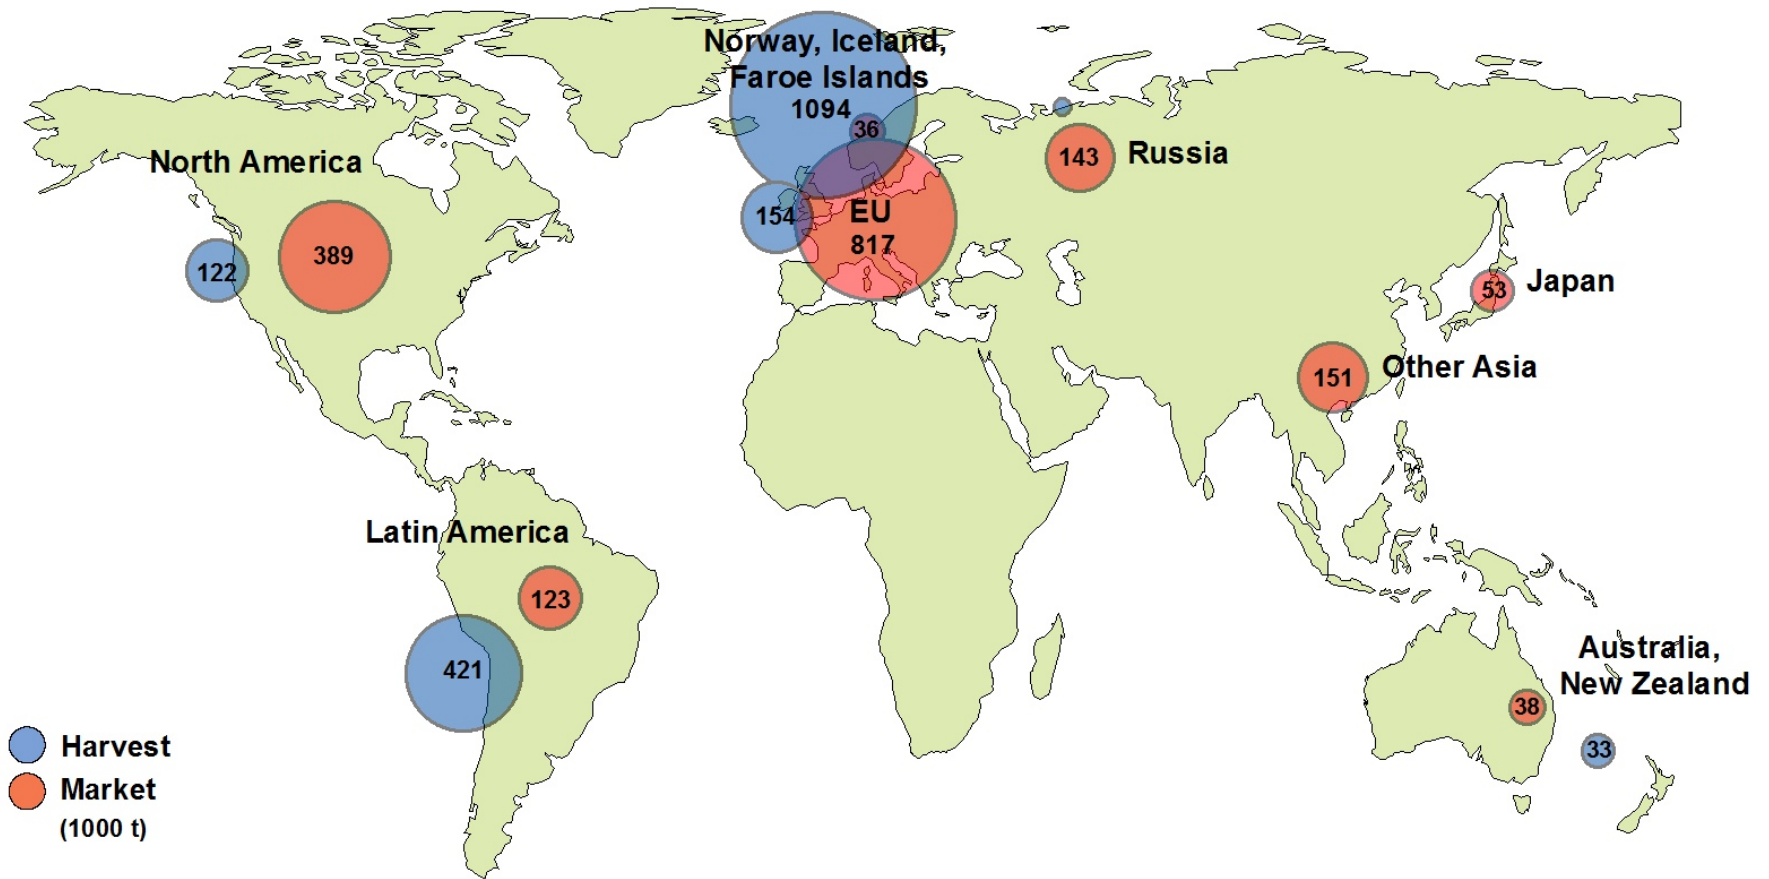 Norway, Iceland,
Faroe Islands
1094
36
North America
389
122
154
EU
817
143
Russia
53
Japan
151
Other Asia
Latin America
123
421
Australia,
New Zealand
38
33
Harvest
Market
(1000 t)